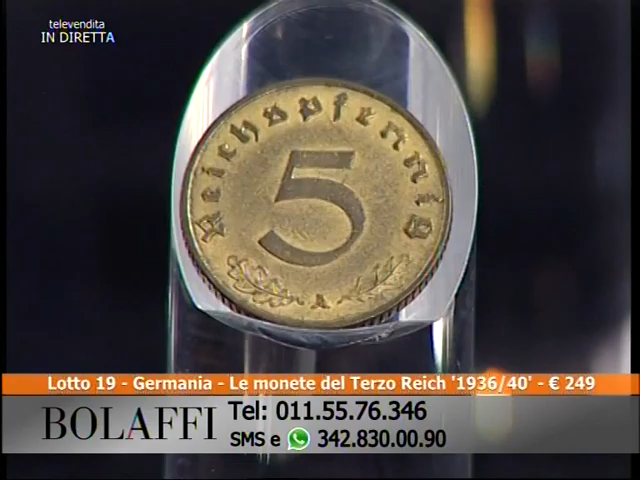 televendita
IN DIRETTA
Reichspfennig
5
A
Lotto 19 - Germania - Le monete del Terzo Reich '1936/40' - € 249
BOLAFFI
Tel: 011.55.76.346
SMS e 342.830.00.90